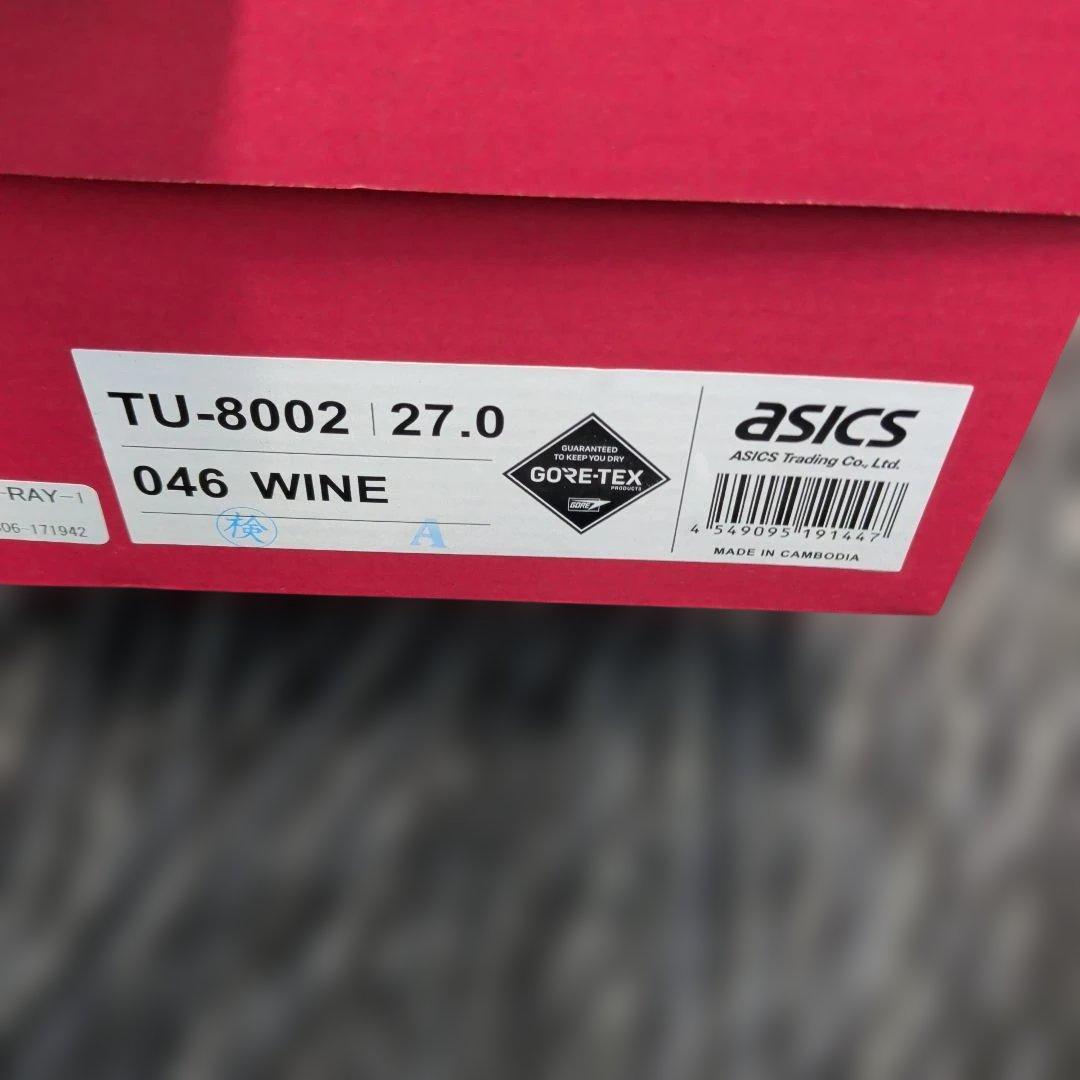 TU-8002 | 27.0
046 WINE
検
A
GUARANTEED
TO KEEP YOU DRY
GORE-TEX
PRODUCTS
GORE
asics
ASICS Trading Co., Ltd.
4 549095 191447
MADE IN CAMBODIA
-RAY-1
06-171942